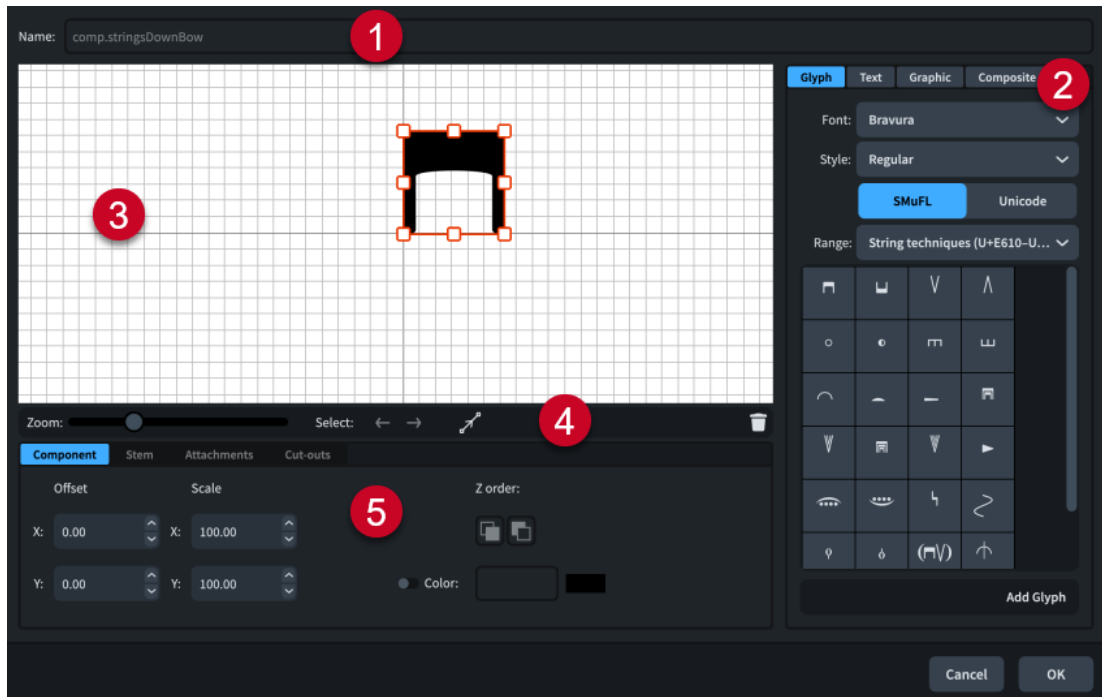 Name: comp.stringsDownBow
1
Glyph Text Graphic Composite
2
Font: Bravura
Style: Regular
SMuFL Unicode
Range: String techniques (U+E610–U...
3
Zoom: Select:
4
Component Stem Attachments Cut-outs
Offset Scale Z order:
5
X: 0.00 X: 100.00
Y: 0.00 Y: 100.00 Color:
Add Glyph
Cancel OK